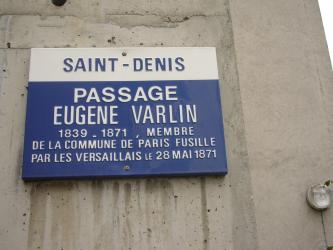 SAINT-DENIS
PASSAGE
EUGENE VARLIN
1839 - 1871, MEMBRE
DE LA COMMUNE DE PARIS FUSILLE
PAR LES VERSAILLAIS LE 28 MAI 1871